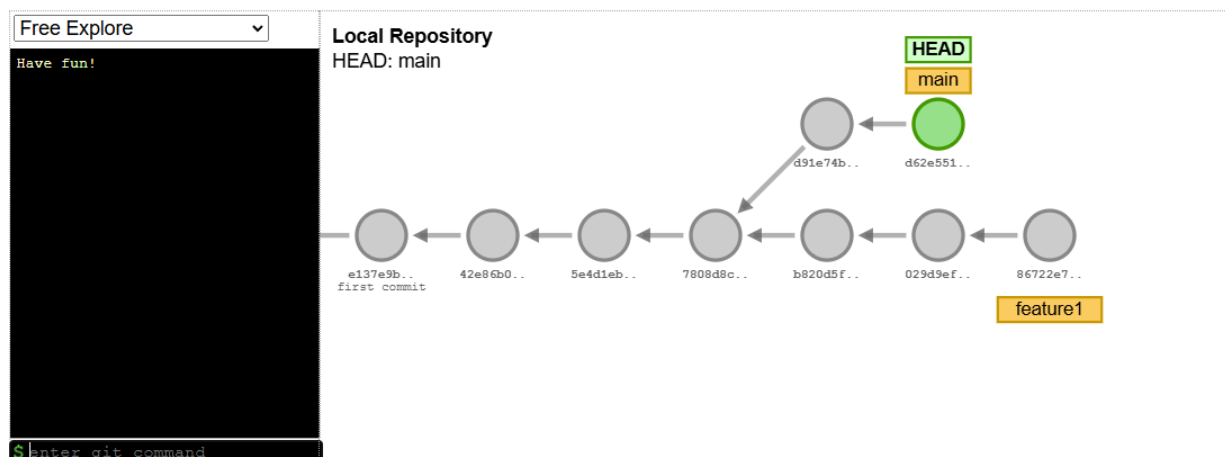 Free Explore
Have fun!
$ enter git command
Local Repository
HEAD: main
HEAD
main
d91e74b..
d62e551..
e137e9b..
first commit
42e86b0..
5e4d1eb..
7808d8c..
b820d5f..
029d9ef..
86722e7..
feature1